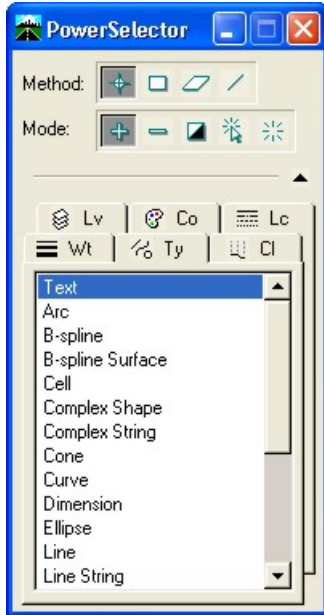 PowerSelector
Method:
Mode:
Lv Co Lc
Wt Ty Cl
Text
Arc
B-spline
B-spline Surface
Cell
Complex Shape
Complex String
Cone
Curve
Dimension
Ellipse
Line
Line String